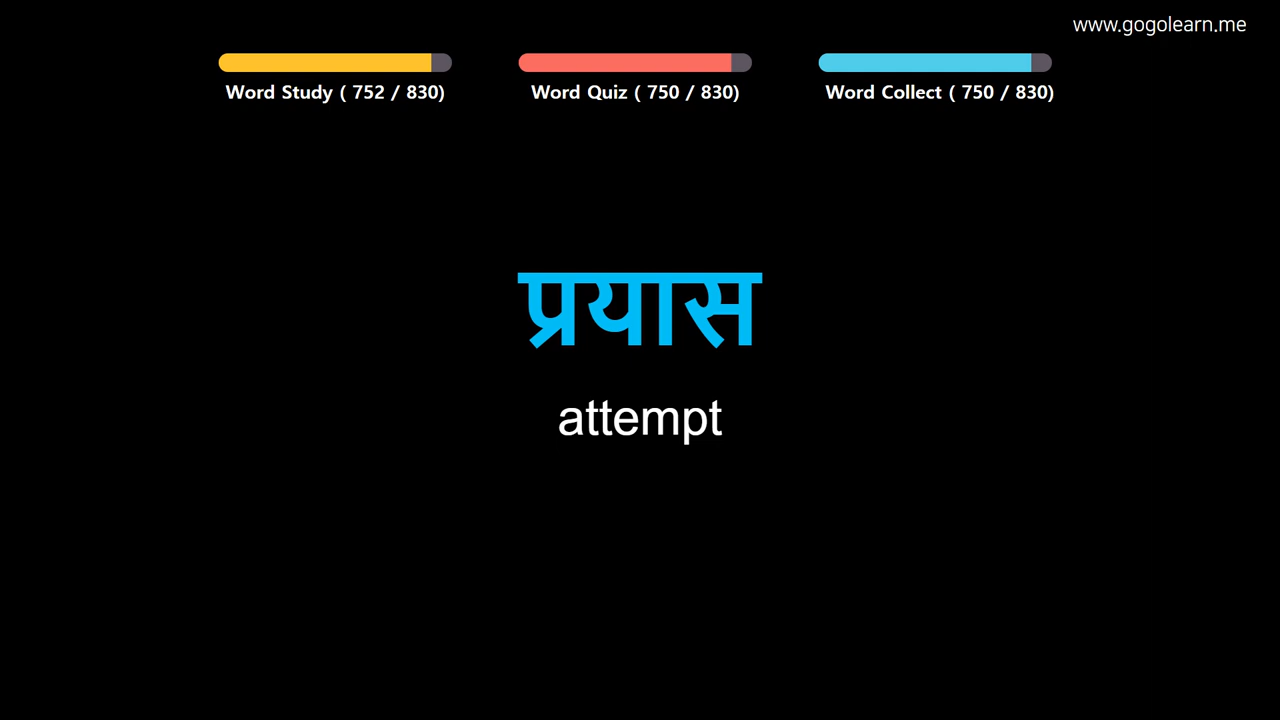 www.gogolearn.me
Word Study ( 752 / 830)
Word Quiz ( 750 / 830)
Word Collect ( 750 / 830)
प्रयास
attempt